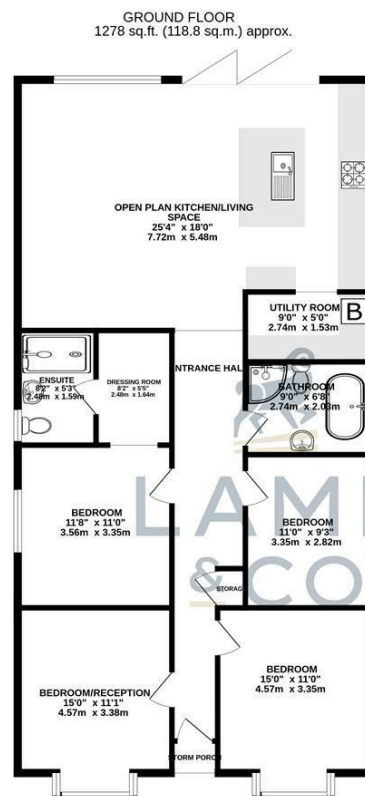 GROUND FLOOR
1278 sq.ft. (118.8 sq.m.) approx.
OPEN PLAN KITCHEN/LIVING
SPACE
25'4" x 18'0"
7.72m x 5.48m
UTILITY ROOM
9'0" x 5'0"
2.74m x 1.53m
B
ENTRANCE HALL
ENSUITE
8'2" x 5'3"
2.48m x 1.59m
DRESSING ROOM
8'2" x 5'5"
2.48m x 1.64m
BATHROOM
9'0" x 6'8"
2.74m x 2.03m
BEDROOM
11'8" x 11'0"
3.56m x 3.35m
BEDROOM
11'0" x 9'3"
3.35m x 2.82m
LAM
& CO
STORAG
BEDROOM/RECEPTION
15'0" x 11'1"
4.57m x 3.38m
BEDROOM
15'0" x 11'0"
4.57m x 3.35m
STORM PORCH